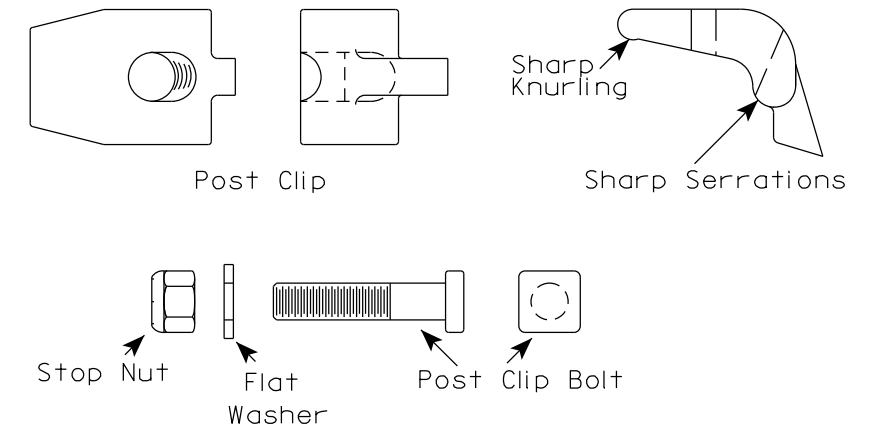 Sharp
Knurling
Post Clip
Sharp Serrations
Stop Nut
Flat
Washer
Post Clip Bolt